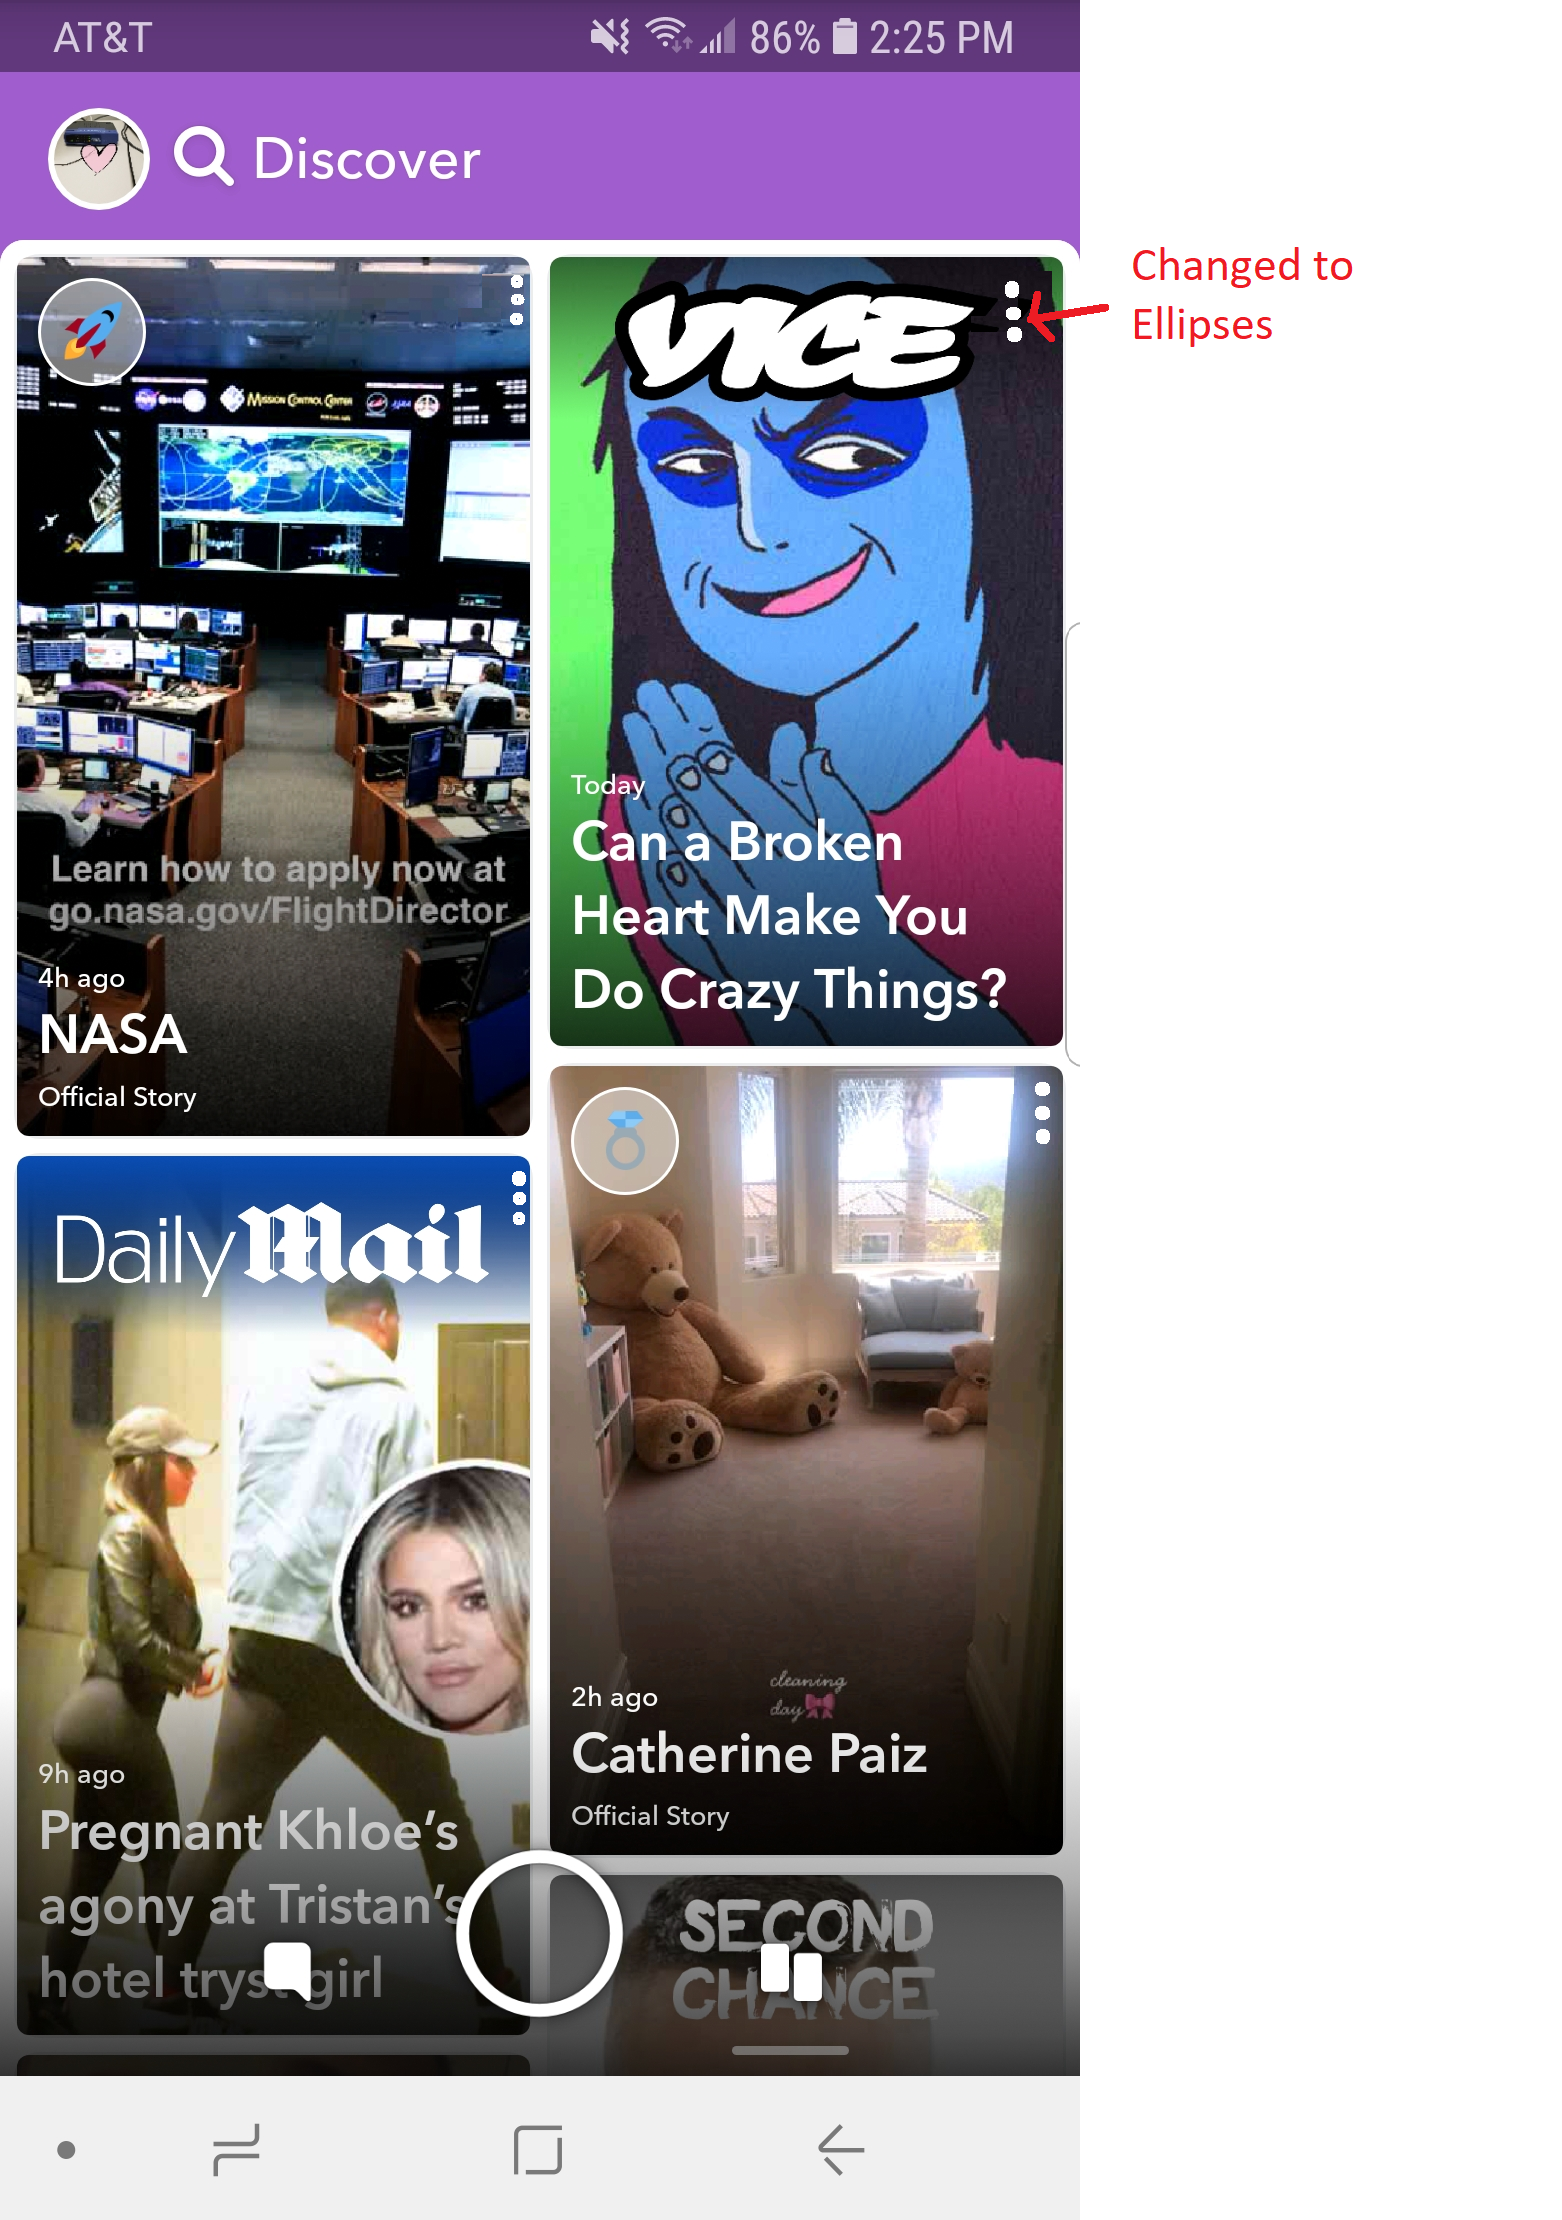 AT&T
86% 2:25 PM
Discover
Changed to
Ellipses
MISSION CONTROL CENTER
Learn how to apply now at
go.nasa.gov/FlightDirector
4h ago
NASA
Official Story
VICE
Today
Can a Broken
Heart Make You
Do Crazy Things?
Daily Mail
9h ago
Pregnant Khloe’s
agony at Tristan’s
hotel tryst girl
cleaning
day
2h ago
Catherine Paiz
Official Story
SECOND
CHANCE